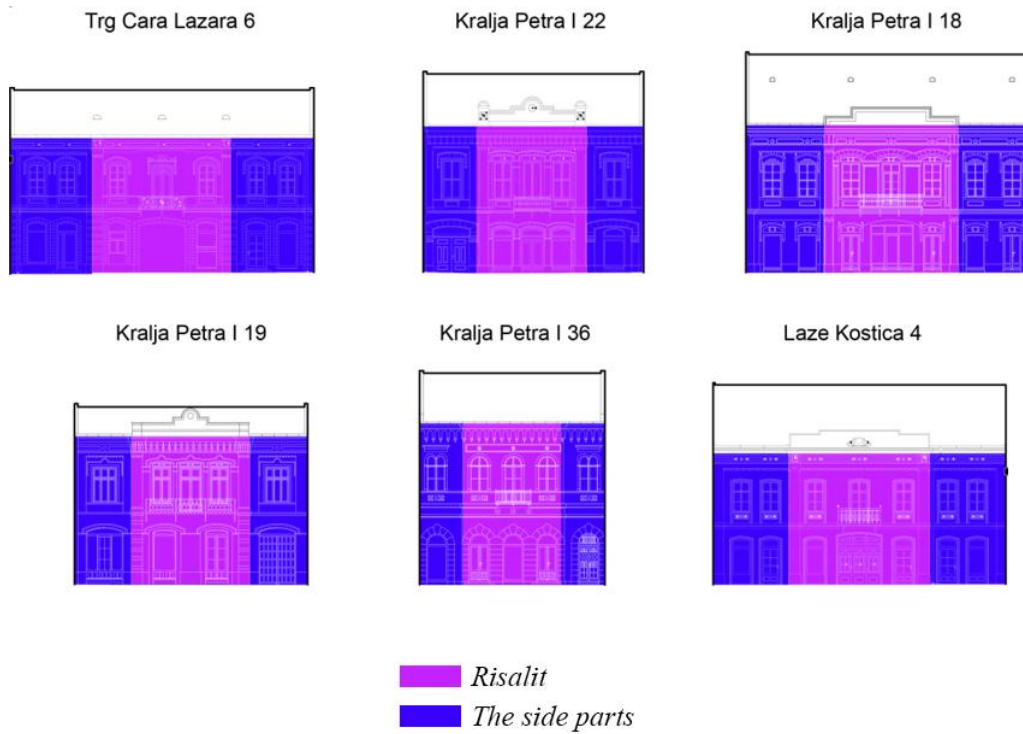 Trg Cara Lazara 6
Kralja Petra I 22
Kralja Petra I 18
Kralja Petra I 19
Kralja Petra I 36
Laze Kostica 4
Risalit
The side parts